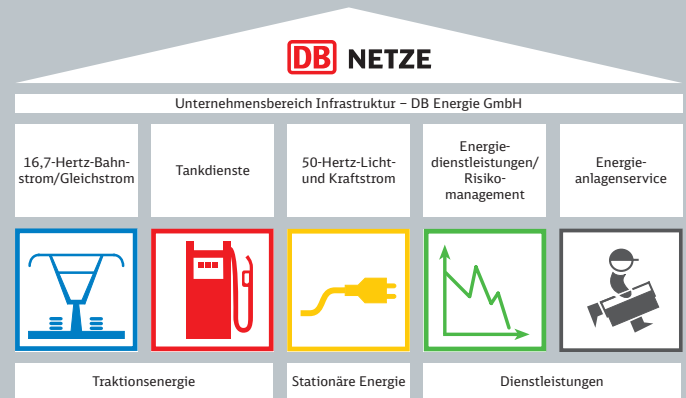 DB NETZE
Unternehmensbereich Infrastruktur – DB Energie GmbH
16,7-Hertz-Bahn-
strom/Gleichstrom
Tankdienste
50-Hertz-Licht-
und Kraftstrom
Energie-
dienstleistungen/
Risiko-
management
Energie-
anlagenservice
Traktionsenergie
Stationäre Energie
Dienstleistungen